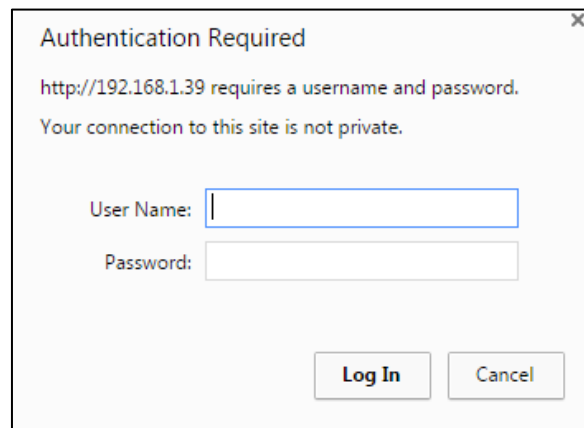 Authentication Required
http://192.168.1.39 requires a username and password.
Your connection to this site is not private.
User Name:
Password:
Log In
Cancel